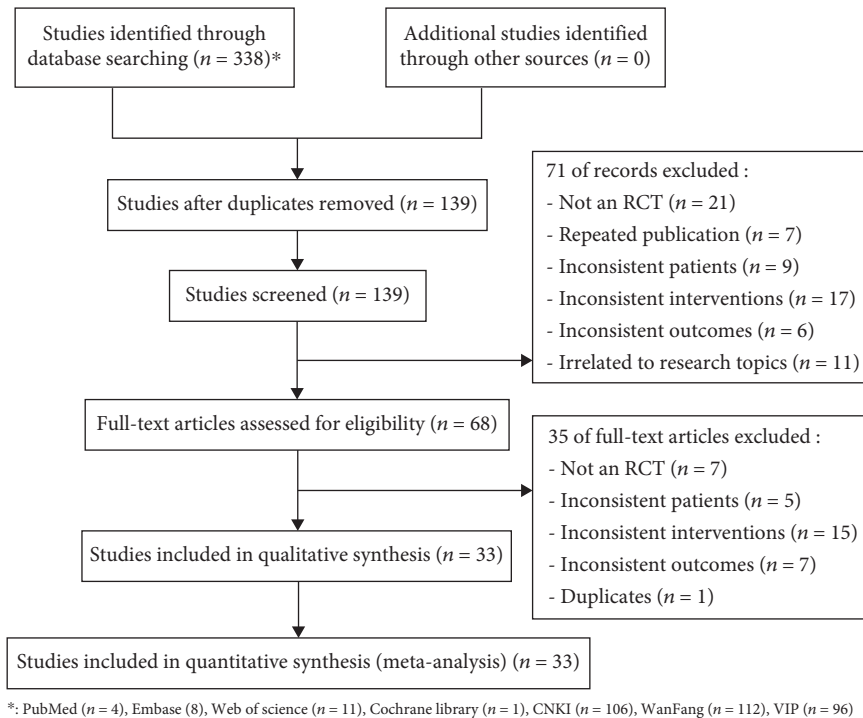 Studies identified through
database searching (n = 338)*
Additional studies identified
through other sources (n = 0)
Studies after duplicates removed (n = 139)
Studies screened (n = 139)
71 of records excluded :
- Not an RCT (n = 21)
- Repeated publication (n = 7)
- Inconsistent patients (n = 9)
- Inconsistent interventions (n = 17)
- Inconsistent outcomes (n = 6)
- Irrelated to research topics (n = 11)
Full-text articles assessed for eligibility (n = 68)
35 of full-text articles excluded :
- Not an RCT (n = 7)
- Inconsistent patients (n = 5)
- Inconsistent interventions (n = 15)
- Inconsistent outcomes (n = 7)
- Duplicates (n = 1)
Studies included in qualitative synthesis (n = 33)
Studies included in quantitative synthesis (meta-analysis) (n = 33)
*: PubMed (n = 4), Embase (8), Web of science (n = 11), Cochrane library (n = 1), CNKI (n = 106), WanFang (n = 112), VIP (n = 96)